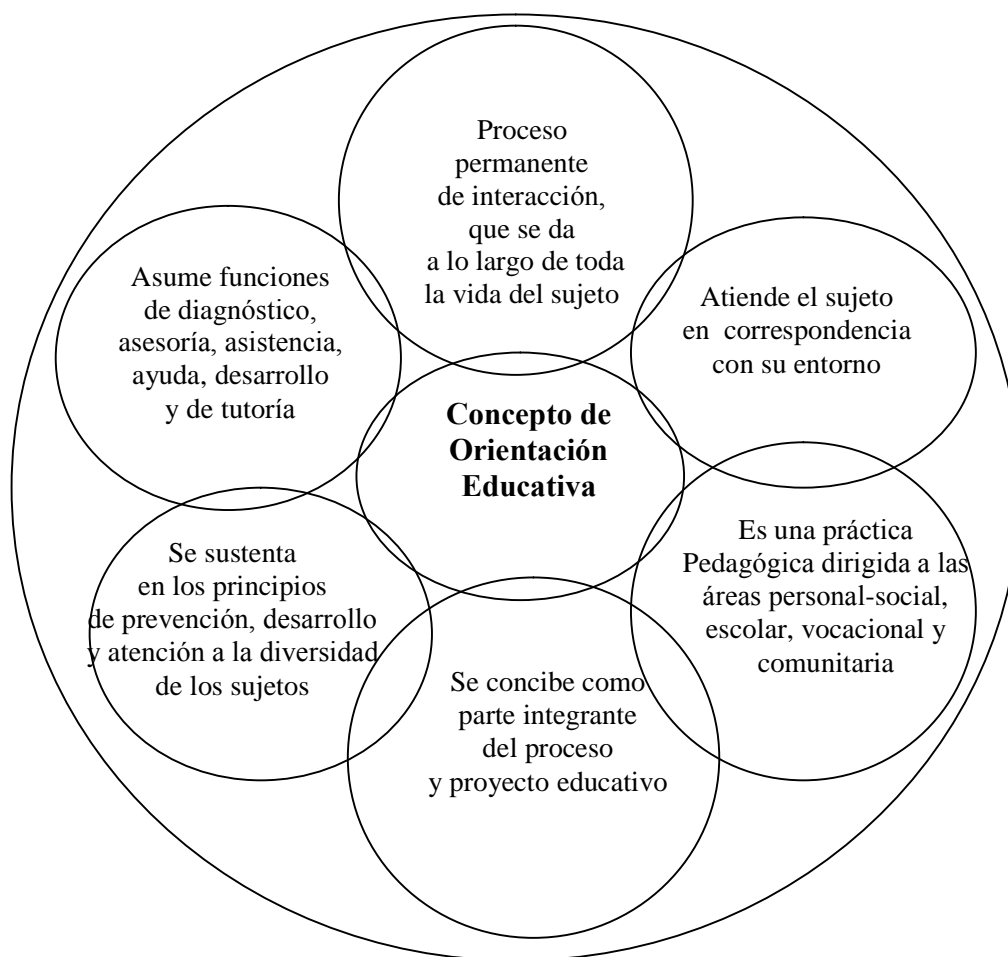 Proceso
permanente
de interacción,
que se da
a lo largo de toda
la vida del sujeto
Asume funciones
de diagnóstico,
asesoría, asistencia,
ayuda, desarrollo
y de tutoría
Atiende el sujeto
en correspondencia
con su entorno
Concepto de
Orientación
Educativa
Se sustenta
en los principios
de prevención, desarrollo
y atención a la diversidad
de los sujetos
Es una práctica
Pedagógica dirigida a las
áreas personal-social,
escolar, vocacional y
comunitaria
Se concibe como
parte integrante
del proceso
y proyecto educativo